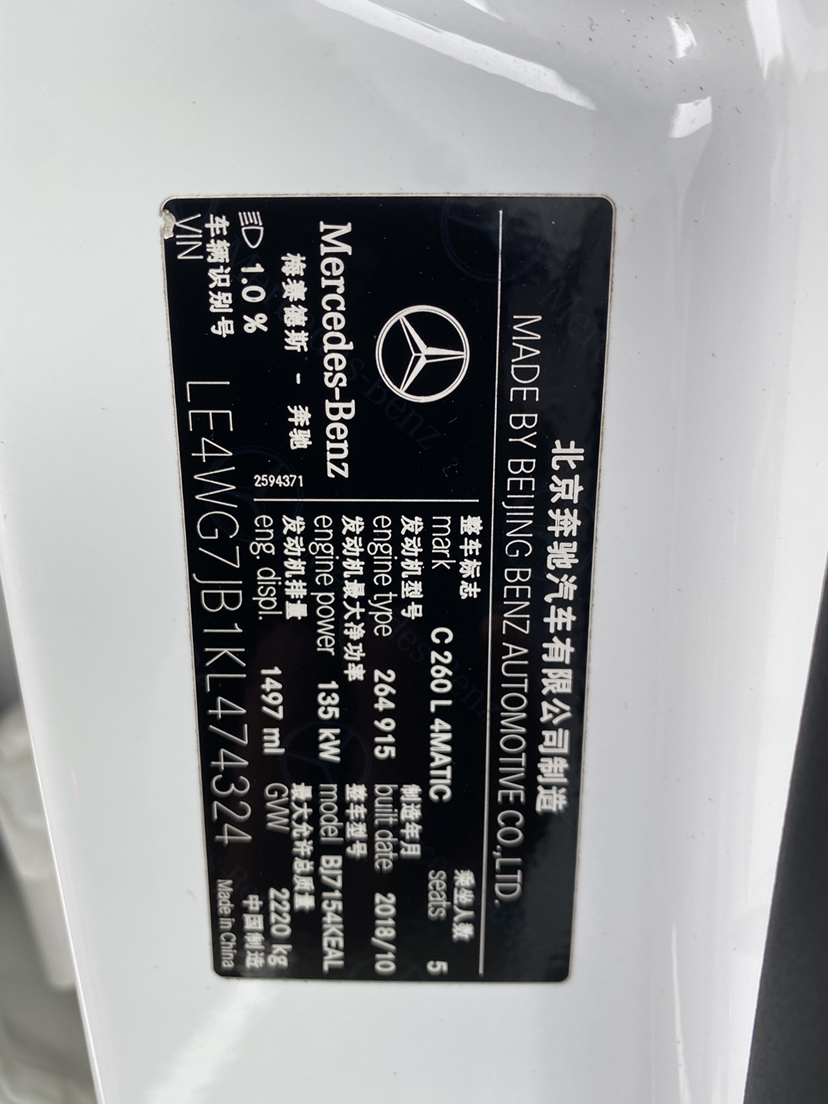 北京奔驰汽车有限公司制造
MADE BY BEIJING BENZ AUTOMOTIVE CO.,LTD.
Mercedes-Benz
梅赛德斯 - 奔驰
1.0 %
2594371
整车标志
mark C 260 L 4MATIC
乘坐人数
seats 5
发动机型号
engine type 264 915
制造年月
built date 2018/10
发动机最大净功率
engine power 135 kW
整车型号
model BJ7154KEAL
发动机排量
eng. displ. 1497 ml
最大允许总质量
GVW 2220 kg
车辆识别号
VIN LE4WG7JB1KL474324
中国制造
Made in China